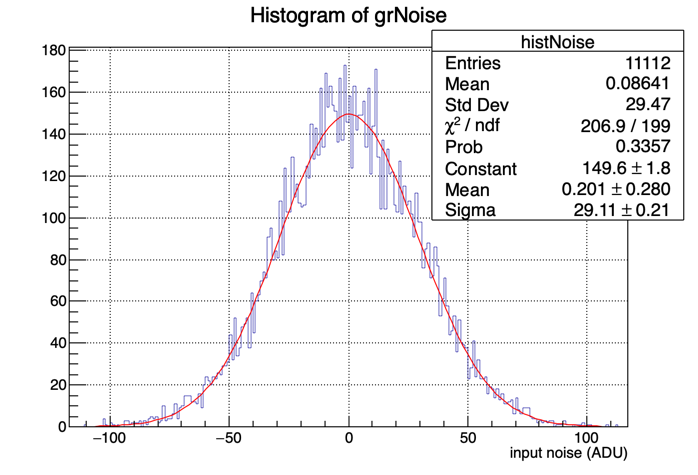 Histogram of grNoise
histNoise
Entries 11112
Mean 0.08641
Std Dev 29.47
χ² / ndf 206.9 / 199
Prob 0.3357
Constant 149.6 ± 1.8
Mean 0.201 ± 0.280
Sigma 29.11 ± 0.21
180
160
140
120
100
80
60
40
20
0
−100 −50 0 50 100
input noise (ADU)